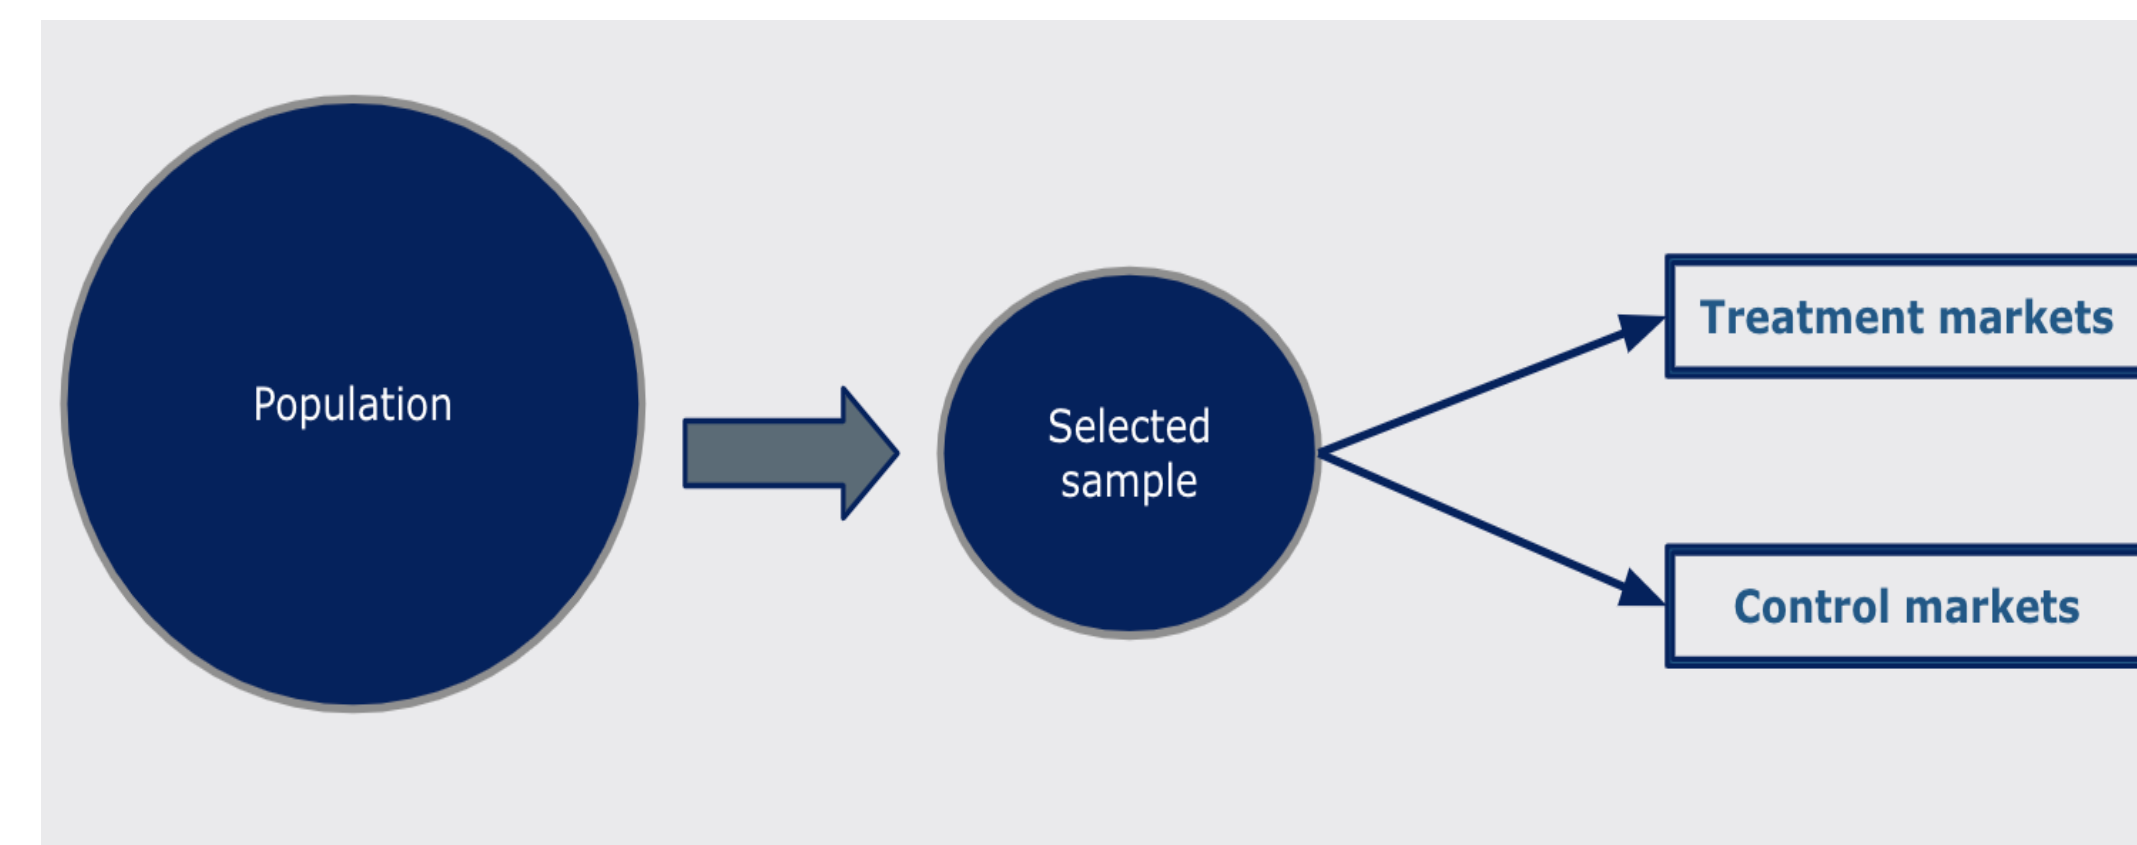 Population
Selected
sample
Treatment markets
Control markets